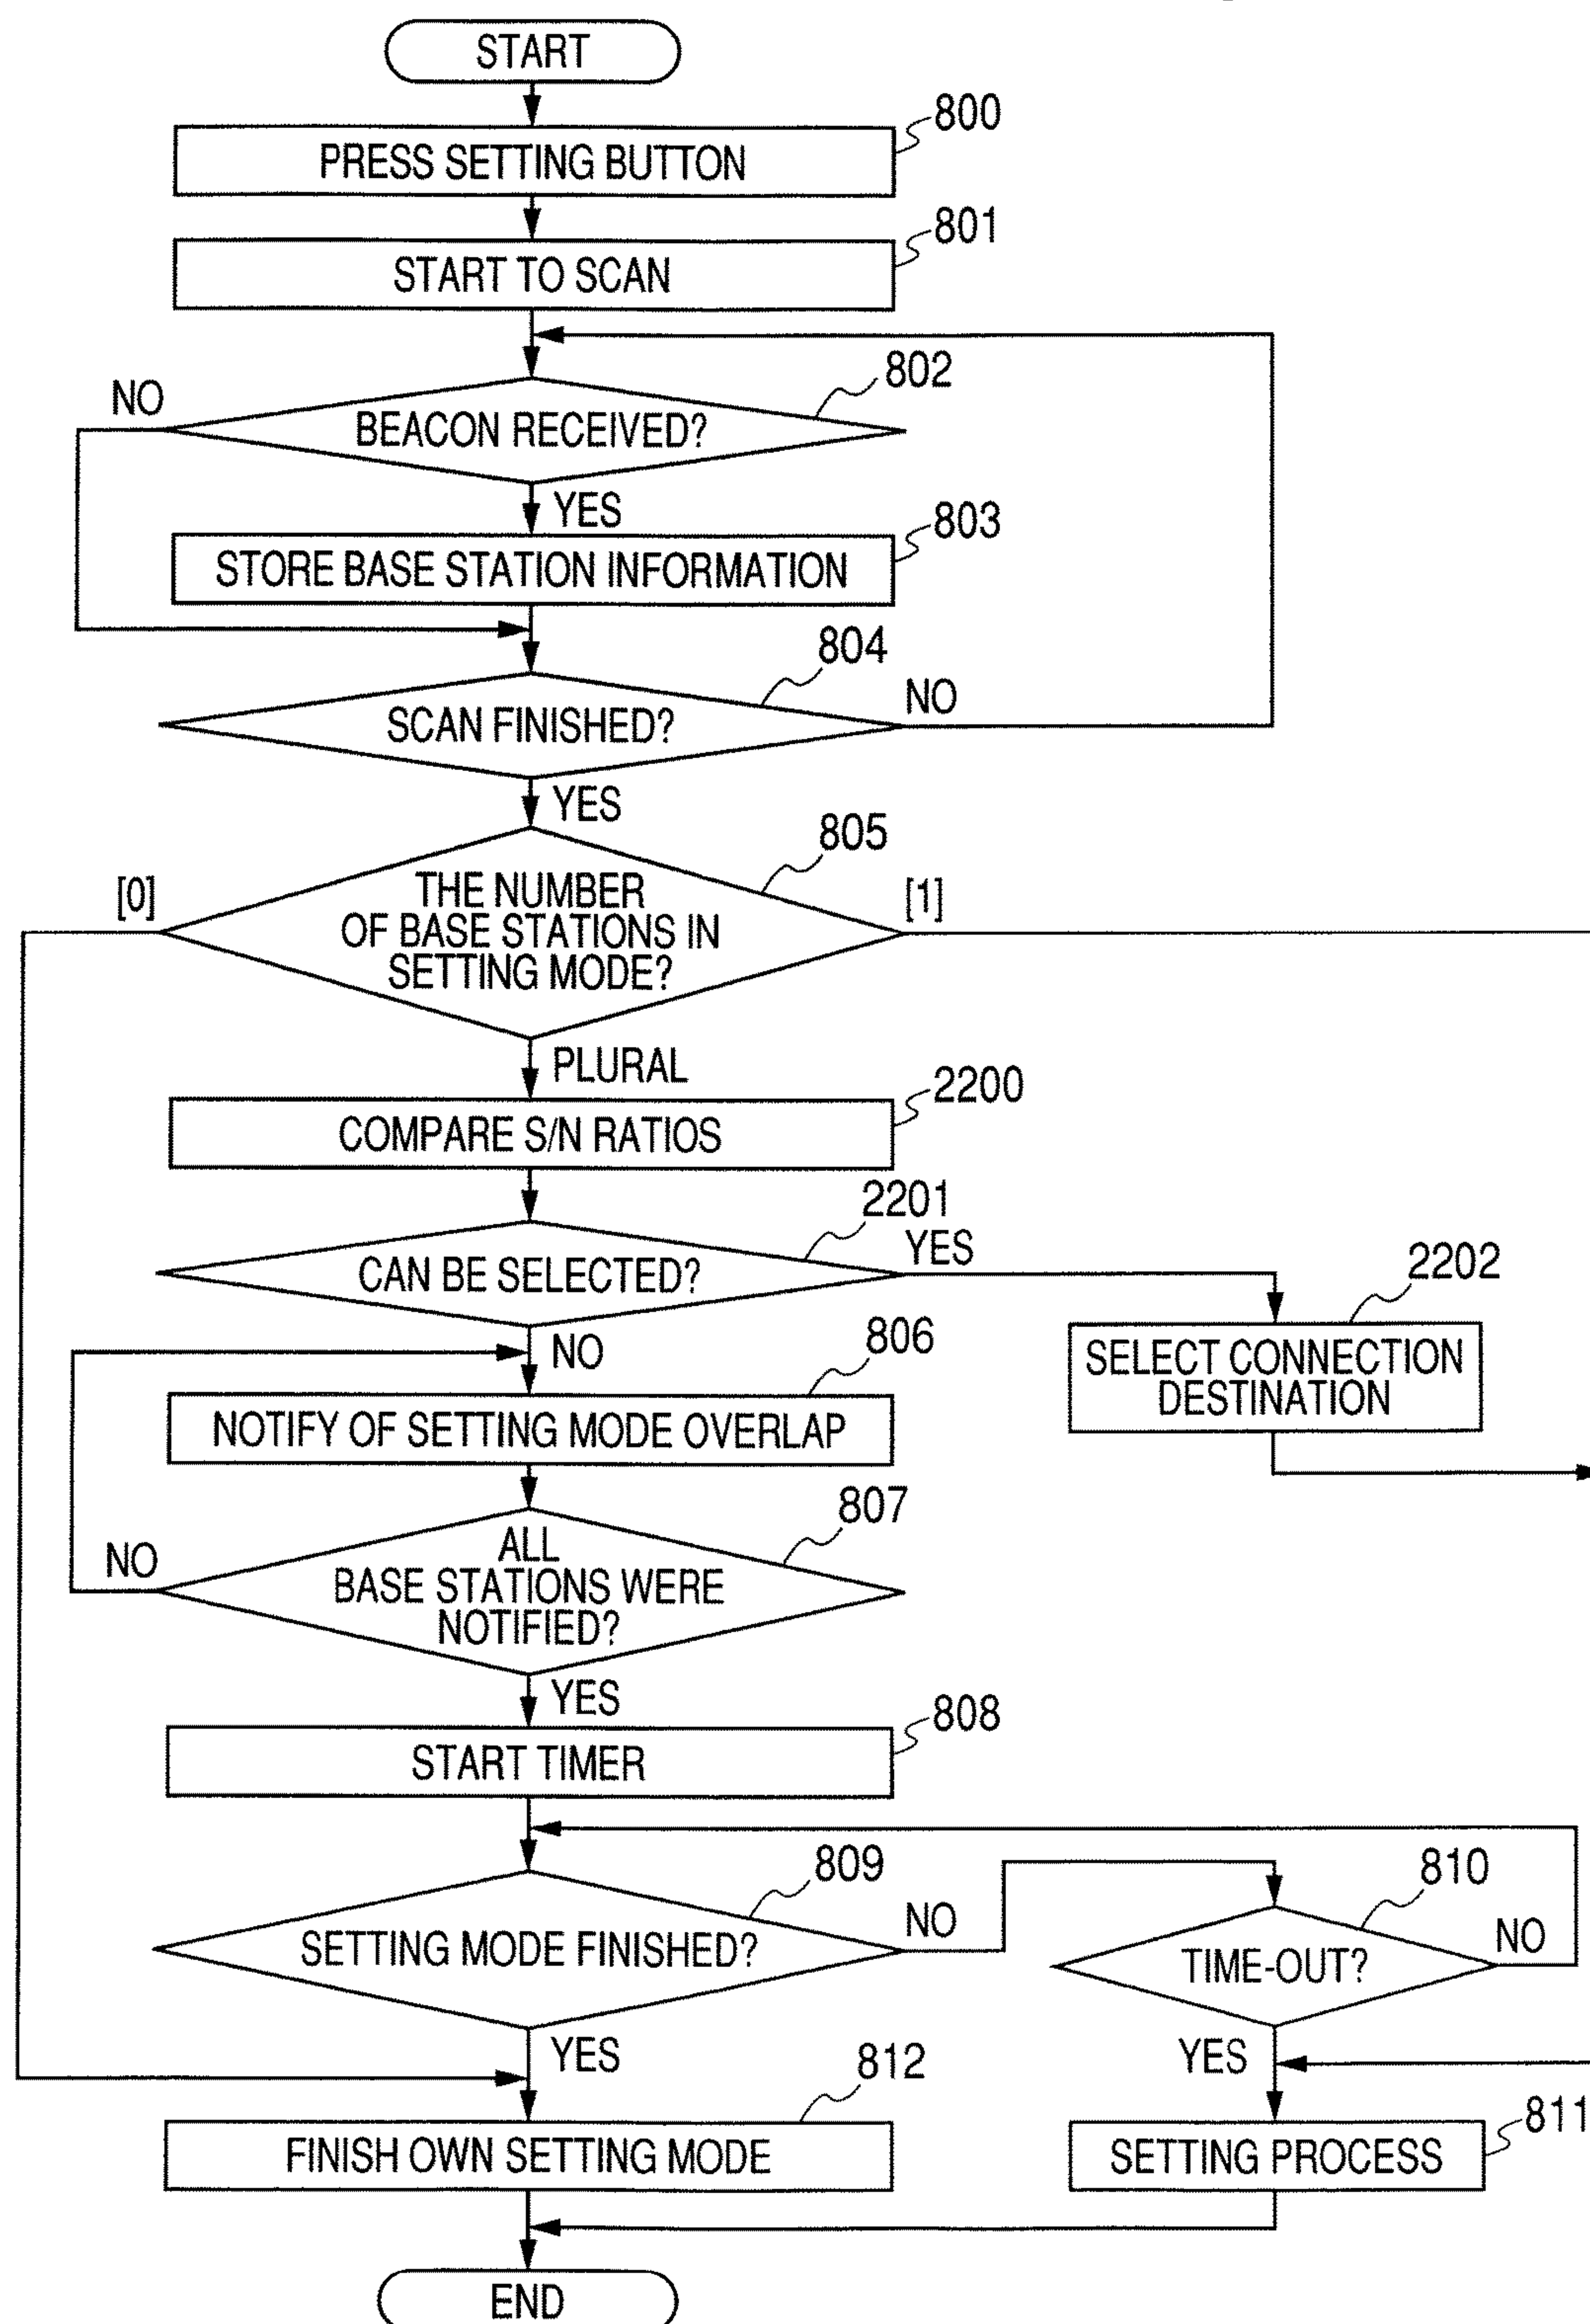 START
800
PRESS SETTING BUTTON
801
START TO SCAN
802
NO
BEACON RECEIVED?
YES
803
STORE BASE STATION INFORMATION
804
NO
SCAN FINISHED?
YES
805
[0]
THE NUMBER
OF BASE STATIONS IN
SETTING MODE?
[1]
PLURAL
2200
COMPARE S/N RATIOS
2201
YES
CAN BE SELECTED?
2202
SELECT CONNECTION
DESTINATION
NO
806
NOTIFY OF SETTING MODE OVERLAP
807
NO
ALL
BASE STATIONS WERE
NOTIFIED?
YES
808
START TIMER
809
NO
SETTING MODE FINISHED?
810
NO
TIME-OUT?
YES
YES
812
FINISH OWN SETTING MODE
811
SETTING PROCESS
END